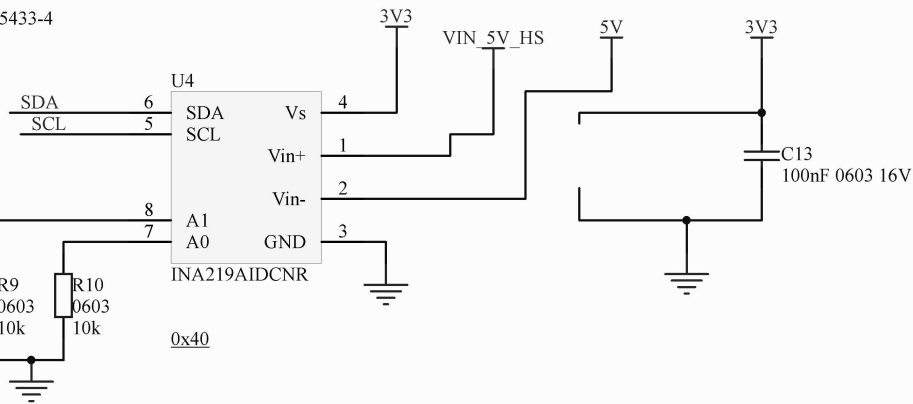 5433-4
3V3
VIN_5V_HS
5V
3V3
U4
SDA
6
SDA
Vs
4
SCL
5
SCL
Vin+
1
C13
100nF 0603 16V
Vin-
2
8
A1
7
A0
GND
3
INA219AIDCNR
R9
0603
10k
R10
0603
10k
0x40